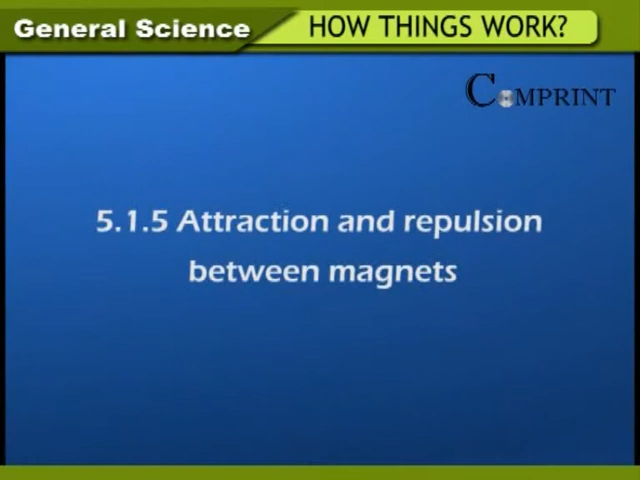 General Science
HOW THINGS WORK?
COMPRINT
5.1.5 Attraction and repulsion
between magnets